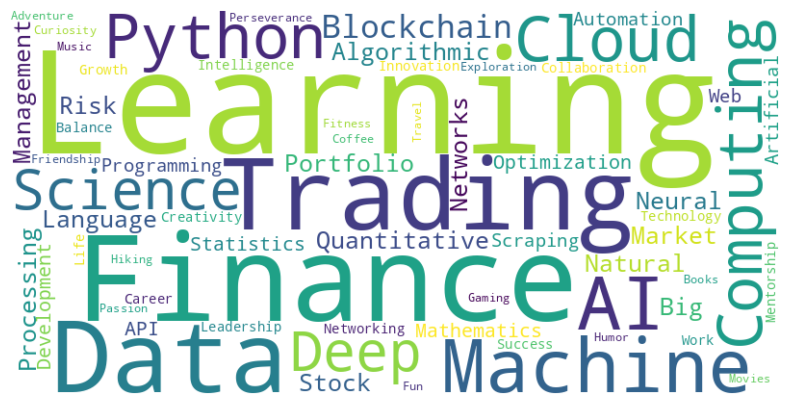 Adventure
Perseverance
Python
Blockchain
Cloud
Automation
Curiosity
Music
Management
Algorithmic
Growth
Intelligence
Innovation
Exploration
Collaboration
Learning
Computing
Artificial
Risk
Balance
Web
Fitness
Coffee
Travel
Networks
Friendship
Programming
Portfolio
Optimization
Science
Trading
Neural
Language
Creativity
Technology
Statistics
Quantitative
Scraping
Market
Processing
Development
Life
Hiking
Finance
Natural
Books
Mentorship
Career
Passion
Gaming
AI
Big
API
Leadership
Networking
Mathematics
Data
Deep
Success
Machine
Humor
Work
Stock
Fun
Movies